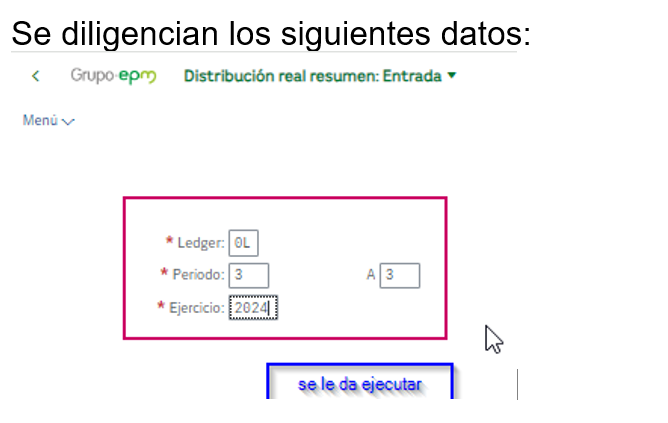 Se diligencian los siguientes datos:
< Grupo·epm Distribución real resumen: Entrada ▼
Menú
* Ledger: 0L
* Periodo: 3 A 3
* Ejercicio: 2024
se le da ejecutar